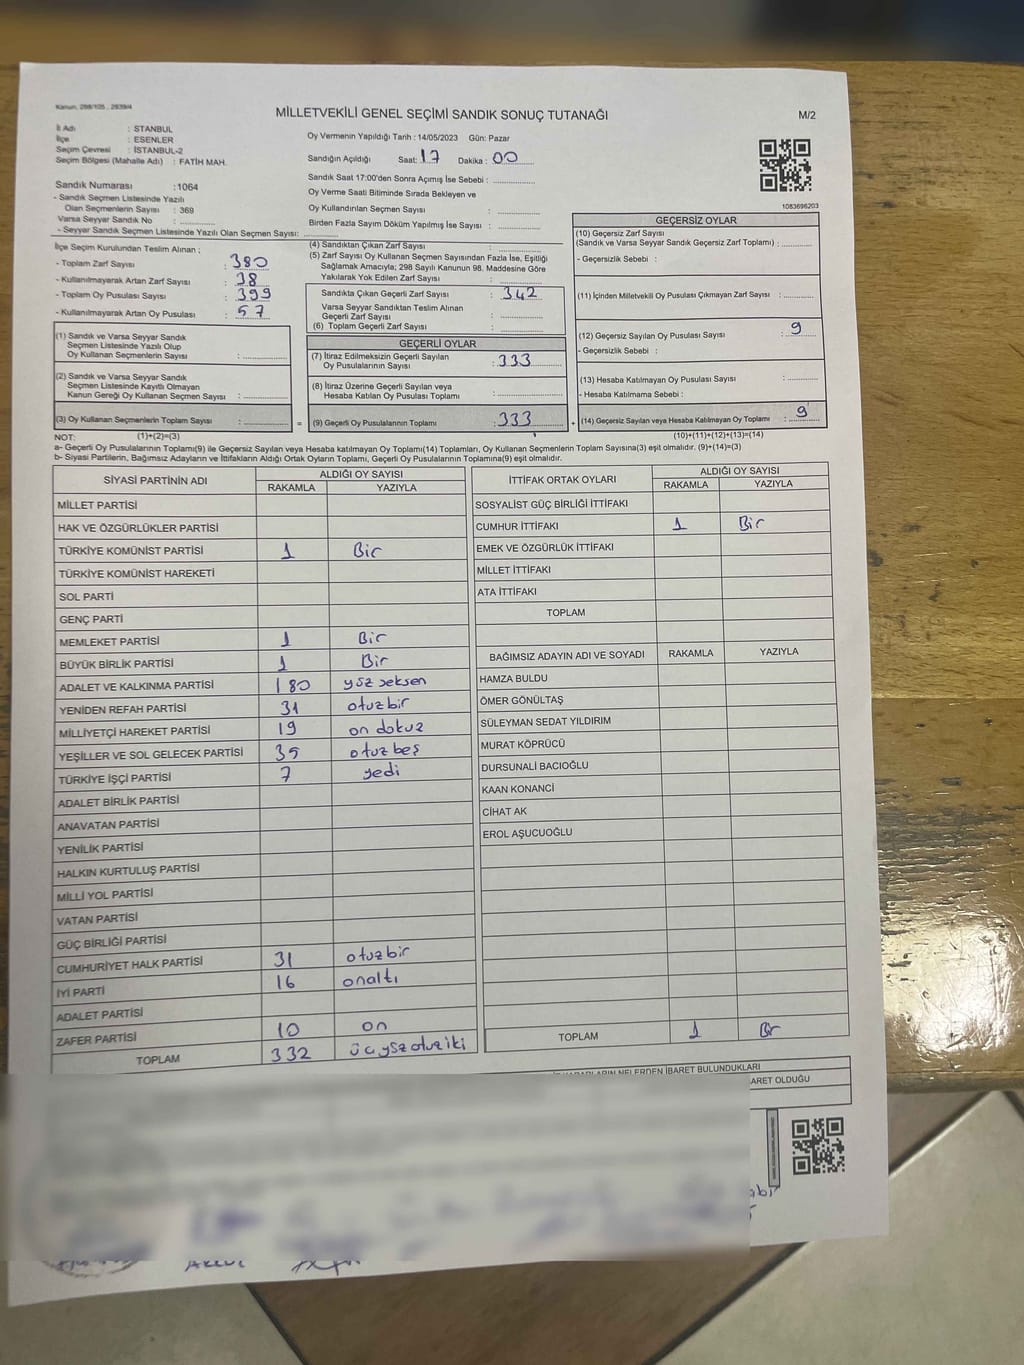 Kanun, 298/105 , 2839/4
MİLLETVEKİLİ GENEL SEÇİMİ SANDIK SONUÇ TUTANAĞI
M/2
İl Adı : STANBUL
İlçe : ESENLER
Seçim Çevresi : İSTANBUL-2
Seçim Bölgesi (Mahalle Adı) : FATİH MAH.
Oy Vermenin Yapıldığı Tarih : 14/05/2023 Gün: Pazar
Sandığın Açıldığı Saat: 17 Dakika : 00
Sandık Saat 17:00'den Sonra Açımış İse Sebebi :
Oy Verme Saati Bitiminde Sırada Bekleyen ve
Oy Kullandırılan Seçmen Sayısı :
Birden Fazla Sayım Döküm Yapılmış İse Sayısı :
1083696203
Sandık Numarası :1064
- Sandık Seçmen Listesinde Yazılı
Olan Seçmenlerin Sayısı : 369
Varsa Seyyar Sandık No :
- Seyyar Sandık Listesinde Yazılı Olan Seçmen Sayısı:
İlçe Seçim Kurulundan Teslim Alınan ;
- Toplam Zarf Sayısı : 380
- Kullanılmayarak Artan Zarf Sayısı : 38
- Toplam Oy Pusulası Sayısı : 399
- Kullanılmayarak Artan Oy Pusulası : 57
(1) Sandık ve Varsa Seyyar Sandık
Seçmen Listesinde Yazılı Olup
Oy Kullanan Seçmenlerin Sayısı :
(2) Sandık ve Varsa Seyyar Sandık
Seçmen Listesinde Kayıtlı Olmayan
Kanun Gereği Oy Kullanan Seçmen Sayısı :
(3) Oy Kullanan Seçmenlerin Toplam Sayısı :
(4) Sandıktan Çıkan Zarf Sayısı :
(5) Zarf Sayısı Oy Kullanan Seçmen Sayısından Fazla İse, Eşitliği
Sağlamak Amacıyla; 298 Sayılı Kanunun 98. Maddesine Göre
Yakılarak Yok Edilen Zarf Sayısı :
Sandıkta Çıkan Geçerli Zarf Sayısı : 342
Varsa Seyyar Sandıktan Teslim Alınan
Geçerli Zarf Sayısı :
(6) Toplam Geçerli Zarf Sayısı :
GEÇERLİ OYLAR
(7) İtiraz Edilmeksizin Geçerli Sayılan
Oy Pusulalarının Sayısı : 333
(8) İtiraz Üzerine Geçerli Sayılan veya
Hesaba Katılan Oy Pusulası Toplamı :
= (9) Geçerli Oy Pusulalarının Toplamı : 333
GEÇERSİZ OYLAR
(10) Geçersiz Zarf Sayısı
(Sandık ve Varsa Seyyar Sandık Geçersiz Zarf Toplamı) :
- Geçersizlik Sebebi :
(11) İçinden Milletvekili Oy Pusulası Çıkmayan Zarf Sayısı :
(12) Geçersiz Sayılan Oy Pusulası Sayısı : 9
- Geçersizlik Sebebi :
(13) Hesaba Katılmayan Oy Pusulası Sayısı :
- Hesaba Katılmama Sebebi :
+ (14) Geçersiz Sayılan veya Hesaba Katılmayan Oy Toplamı : 9
NOT: (1)+(2)=(3) (10)+(11)+(12)+(13)=(14)
a- Geçerli Oy Pusulalarının Toplamı(9) ile Geçersiz Sayılan veya Hesaba katılmayan Oy Toplamı(14) Toplamları, Oy Kullanan Seçmenlerin Toplam Sayısına(3) eşit olmalıdır. (9)+(14)=(3)
b- Siyasi Partilerin, Bağımsız Adayların ve İttifakların Aldığı Ortak Oyların Toplamı, Geçerli Oy Pusulalarının Toplamına(9) eşit olmalıdır.
SİYASİ PARTİNİN ADI ALDIĞI OY SAYISI
RAKAMLA YAZIYLA
MİLLET PARTİSİ
HAK VE ÖZGÜRLÜKLER PARTİSİ
TÜRKİYE KOMÜNİST PARTİSİ 1 Bir
TÜRKİYE KOMÜNİST HAREKETİ
SOL PARTİ
GENÇ PARTİ
MEMLEKET PARTİSİ 1 Bir
BÜYÜK BİRLİK PARTİSİ 1 Bir
ADALET VE KALKINMA PARTİSİ 180 yüz seksen
YENİDEN REFAH PARTİSİ 31 otuz bir
MİLLİYETÇİ HAREKET PARTİSİ 19 on dokuz
YEŞİLLER VE SOL GELECEK PARTİSİ 35 otuz beş
TÜRKİYE İŞÇİ PARTİSİ 7 yedi
ADALET BİRLİK PARTİSİ
ANAVATAN PARTİSİ
YENİLİK PARTİSİ
HALKIN KURTULUŞ PARTİSİ
MİLLİ YOL PARTİSİ
VATAN PARTİSİ
GÜÇ BİRLİĞİ PARTİSİ
CUMHURİYET HALK PARTİSİ 31 otuz bir
İYİ PARTİ 16 onaltı
ADALET PARTİSİ
ZAFER PARTİSİ 10 on
TOPLAM 332 üç yüz otuz iki
İTTİFAK ORTAK OYLARI ALDIĞI OY SAYISI
RAKAMLA YAZIYLA
SOSYALİST GÜÇ BİRLİĞİ İTTİFAKI
CUMHUR İTTİFAKI 1 Bir
EMEK VE ÖZGÜRLÜK İTTİFAKI
MİLLET İTTİFAKI
ATA İTTİFAKI
TOPLAM
BAĞIMSIZ ADAYIN ADI VE SOYADI RAKAMLA YAZIYLA
HAMZA BULDU
ÖMER GÖNÜLTAŞ
SÜLEYMAN SEDAT YILDIRIM
MURAT KÖPRÜCÜ
DURSUNALİ BACIOĞLU
KAAN KONANCİ
CİHAT AK
EROL AŞUCUOĞLU
TOPLAM 1 Bir
NELERDEN İBARET BULUNDUKLARI
ARET OLDUĞU